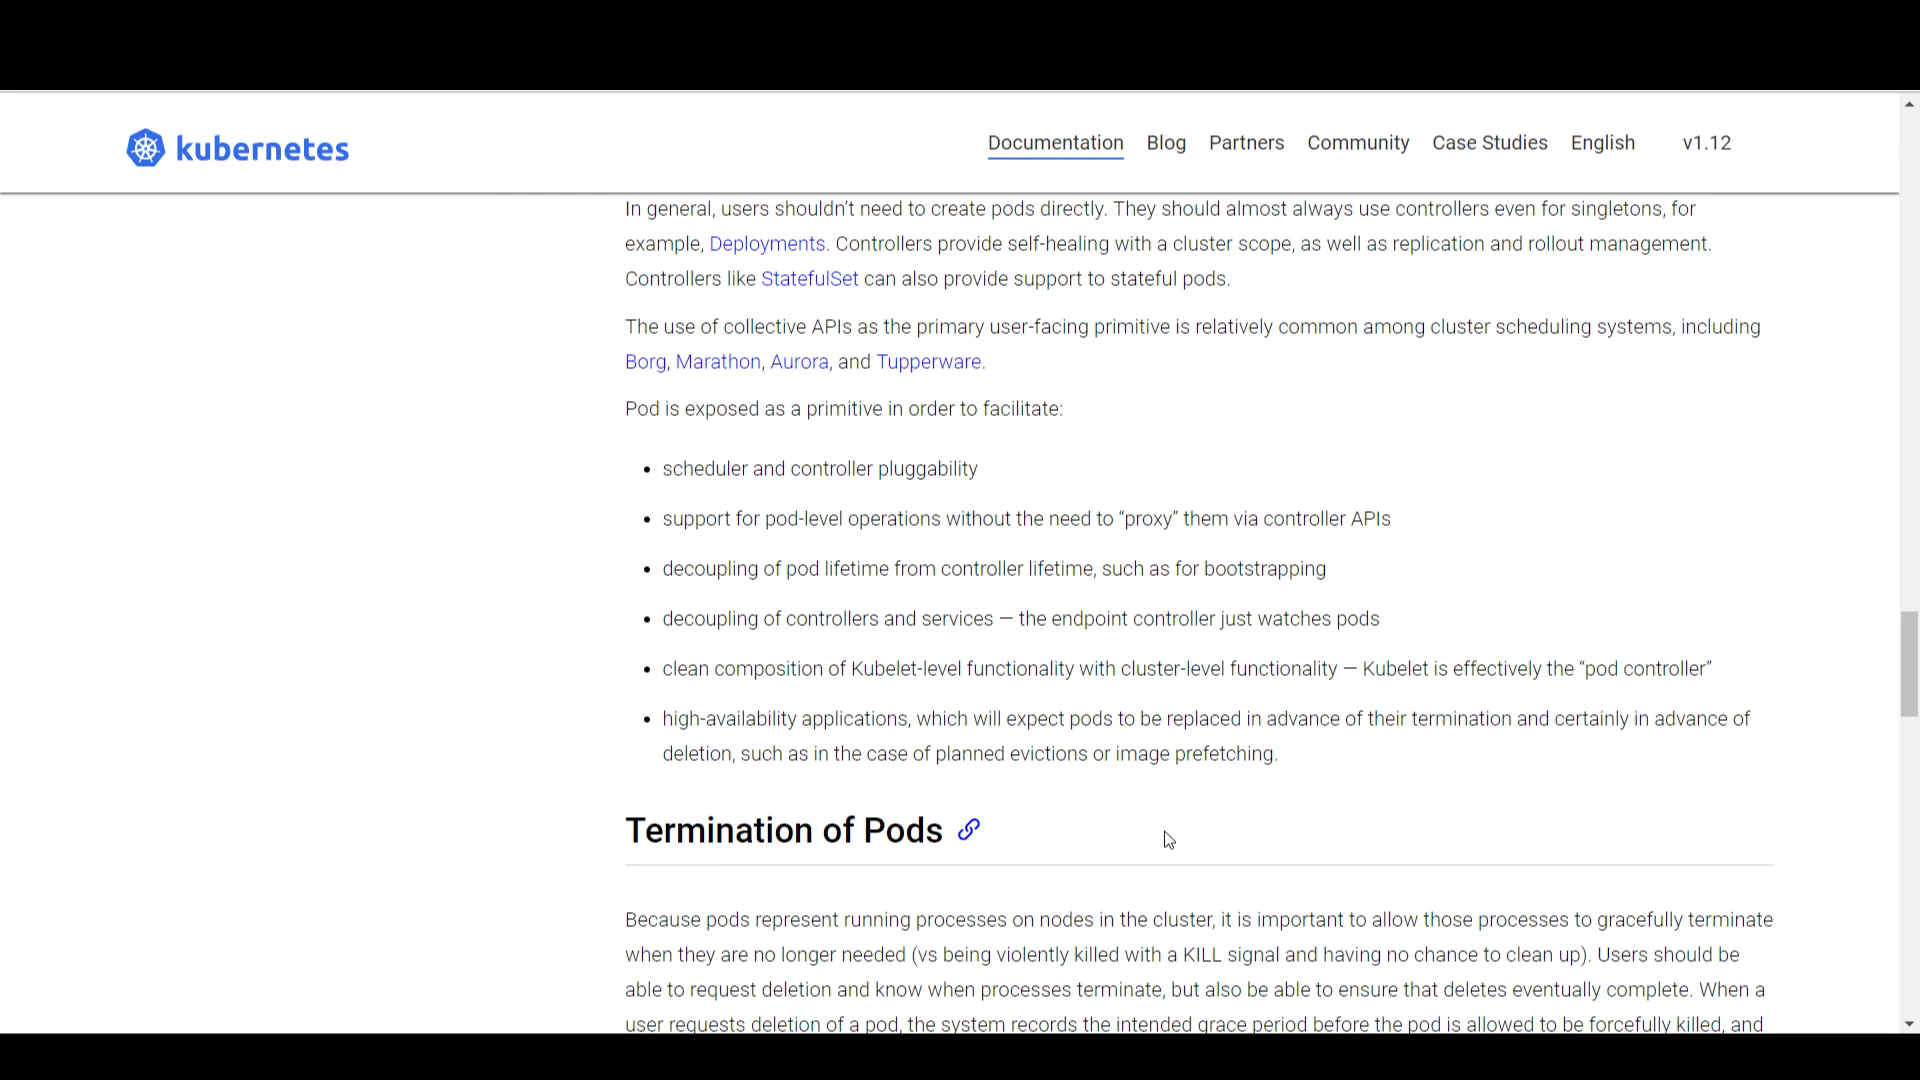 kubernetes
Documentation Blog Partners Community Case Studies English v1.12
In general, users shouldn’t need to create pods directly. They should almost always use controllers even for singletons, for
example, Deployments. Controllers provide self-healing with a cluster scope, as well as replication and rollout management.
Controllers like StatefulSet can also provide support to stateful pods.
The use of collective APIs as the primary user-facing primitive is relatively common among cluster scheduling systems, including
Borg, Marathon, Aurora, and Tupperware.
Pod is exposed as a primitive in order to facilitate:
• scheduler and controller pluggability
• support for pod-level operations without the need to “proxy” them via controller APIs
• decoupling of pod lifetime from controller lifetime, such as for bootstrapping
• decoupling of controllers and services — the endpoint controller just watches pods
• clean composition of Kubelet-level functionality with cluster-level functionality — Kubelet is effectively the “pod controller”
• high-availability applications, which will expect pods to be replaced in advance of their termination and certainly in advance of
deletion, such as in the case of planned evictions or image prefetching.
Termination of Pods
Because pods represent running processes on nodes in the cluster, it is important to allow those processes to gracefully terminate
when they are no longer needed (vs being violently killed with a KILL signal and having no chance to clean up). Users should be
able to request deletion and know when processes terminate, but also be able to ensure that deletes eventually complete. When a
user requests deletion of a pod, the system records the intended grace period before the pod is allowed to be forcefully killed, and